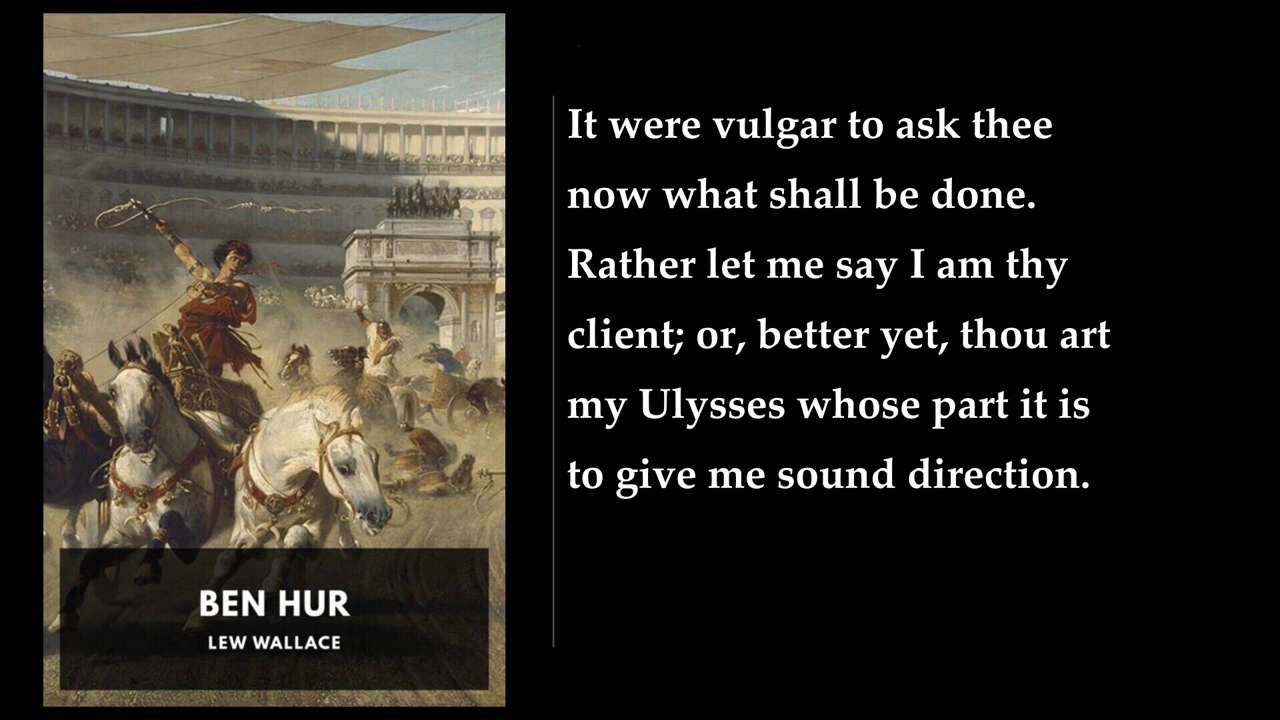 It were vulgar to ask thee
now what shall be done.
Rather let me say I am thy
client; or, better yet, thou art
my Ulysses whose part it is
to give me sound direction.
BEN HUR
LEW WALLACE